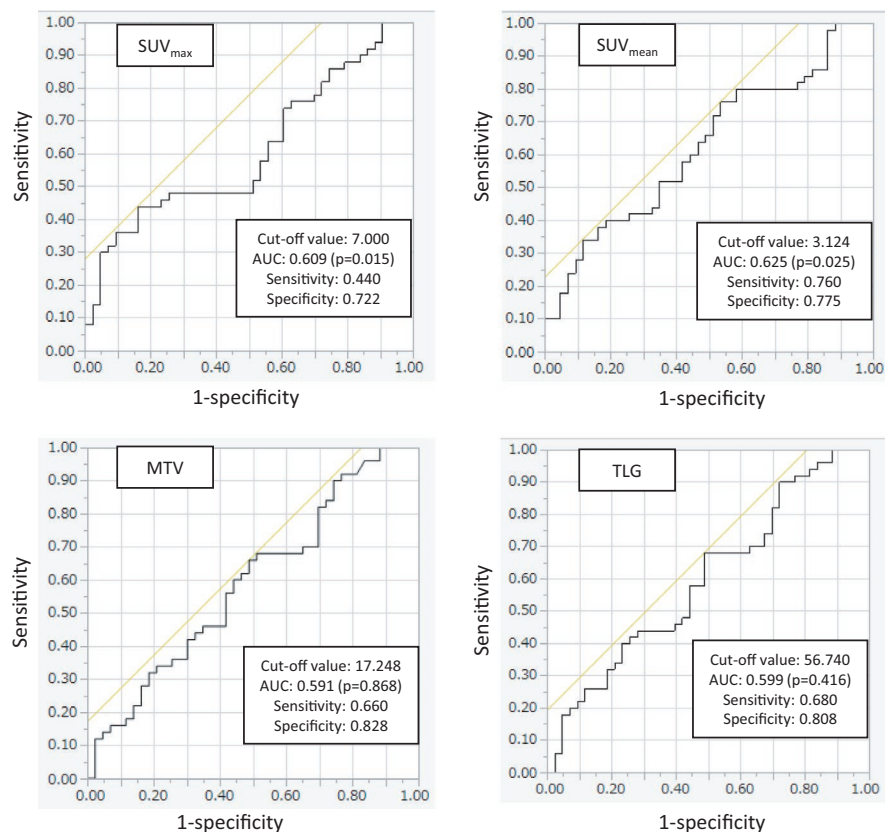 SUVmax
Sensitivity
1.00
0.90
0.80
0.70
0.60
0.50
0.40
0.30
0.20
0.10
0.00
Cut-off value: 7.000
AUC: 0.609 (p=0.015)
Sensitivity: 0.440
Specificity: 0.722
0.00 0.20 0.40 0.60 0.80 1.00
1-specificity
SUVmean
Sensitivity
1.00
0.90
0.80
0.70
0.60
0.50
0.40
0.30
0.20
0.10
0.00
Cut-off value: 3.124
AUC: 0.625 (p=0.025)
Sensitivity: 0.760
Specificity: 0.775
0.00 0.20 0.40 0.60 0.80 1.00
1-specificity
MTV
Sensitivity
1.00
0.90
0.80
0.70
0.60
0.50
0.40
0.30
0.20
0.10
0.00
Cut-off value: 17.248
AUC: 0.591 (p=0.868)
Sensitivity: 0.660
Specificity: 0.828
0.00 0.20 0.40 0.60 0.80 1.00
1-specificity
TLG
Sensitivity
1.00
0.90
0.80
0.70
0.60
0.50
0.40
0.30
0.20
0.10
0.00
Cut-off value: 56.740
AUC: 0.599 (p=0.416)
Sensitivity: 0.680
Specificity: 0.808
0.00 0.20 0.40 0.60 0.80 1.00
1-specificity